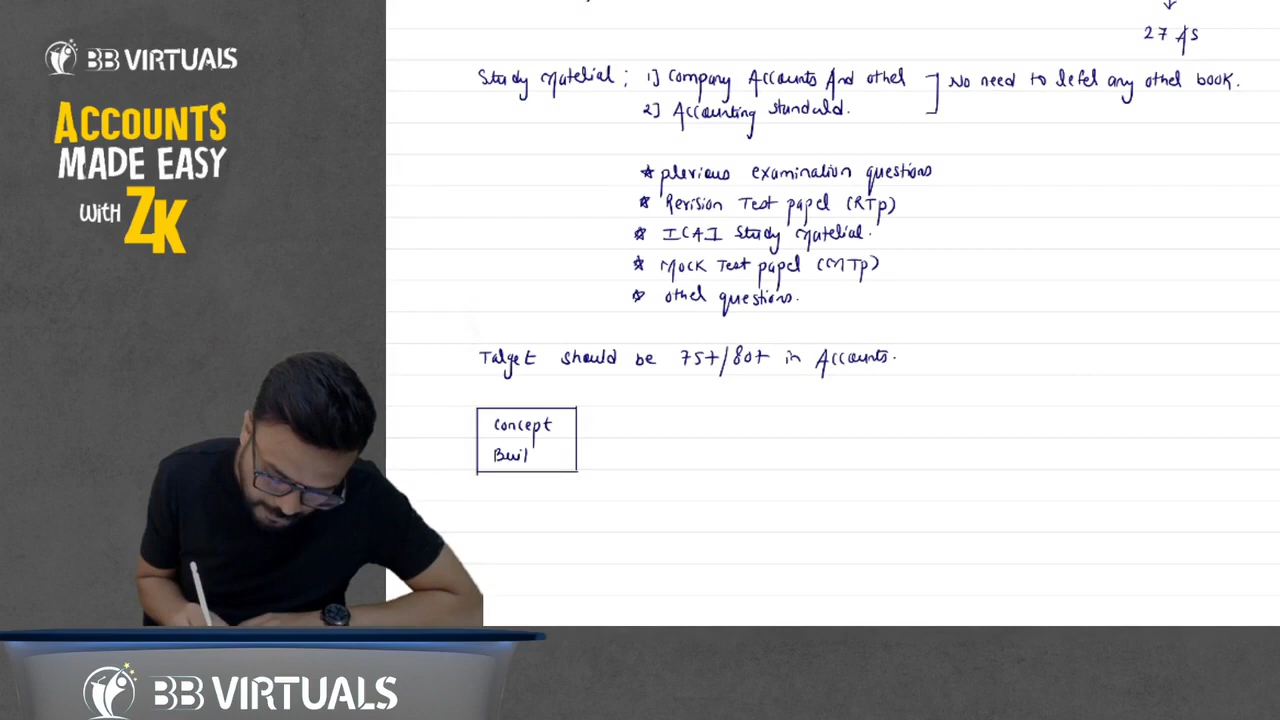 BB VIRTUALS
ACCOUNTS
MADE EASY
WITH ZK
27 AS
Study Material : 1] Company Accounts And other ] No need to refer any other book.
2] Accounting standard.
* previous examination questions
* Revision Test paper (RTP)
* ICAI Study Material.
* Mock Test paper (MTP)
* other questions.
Target should be 75+/80+ in Accounts.
Concept
Buil
BB VIRTUALS